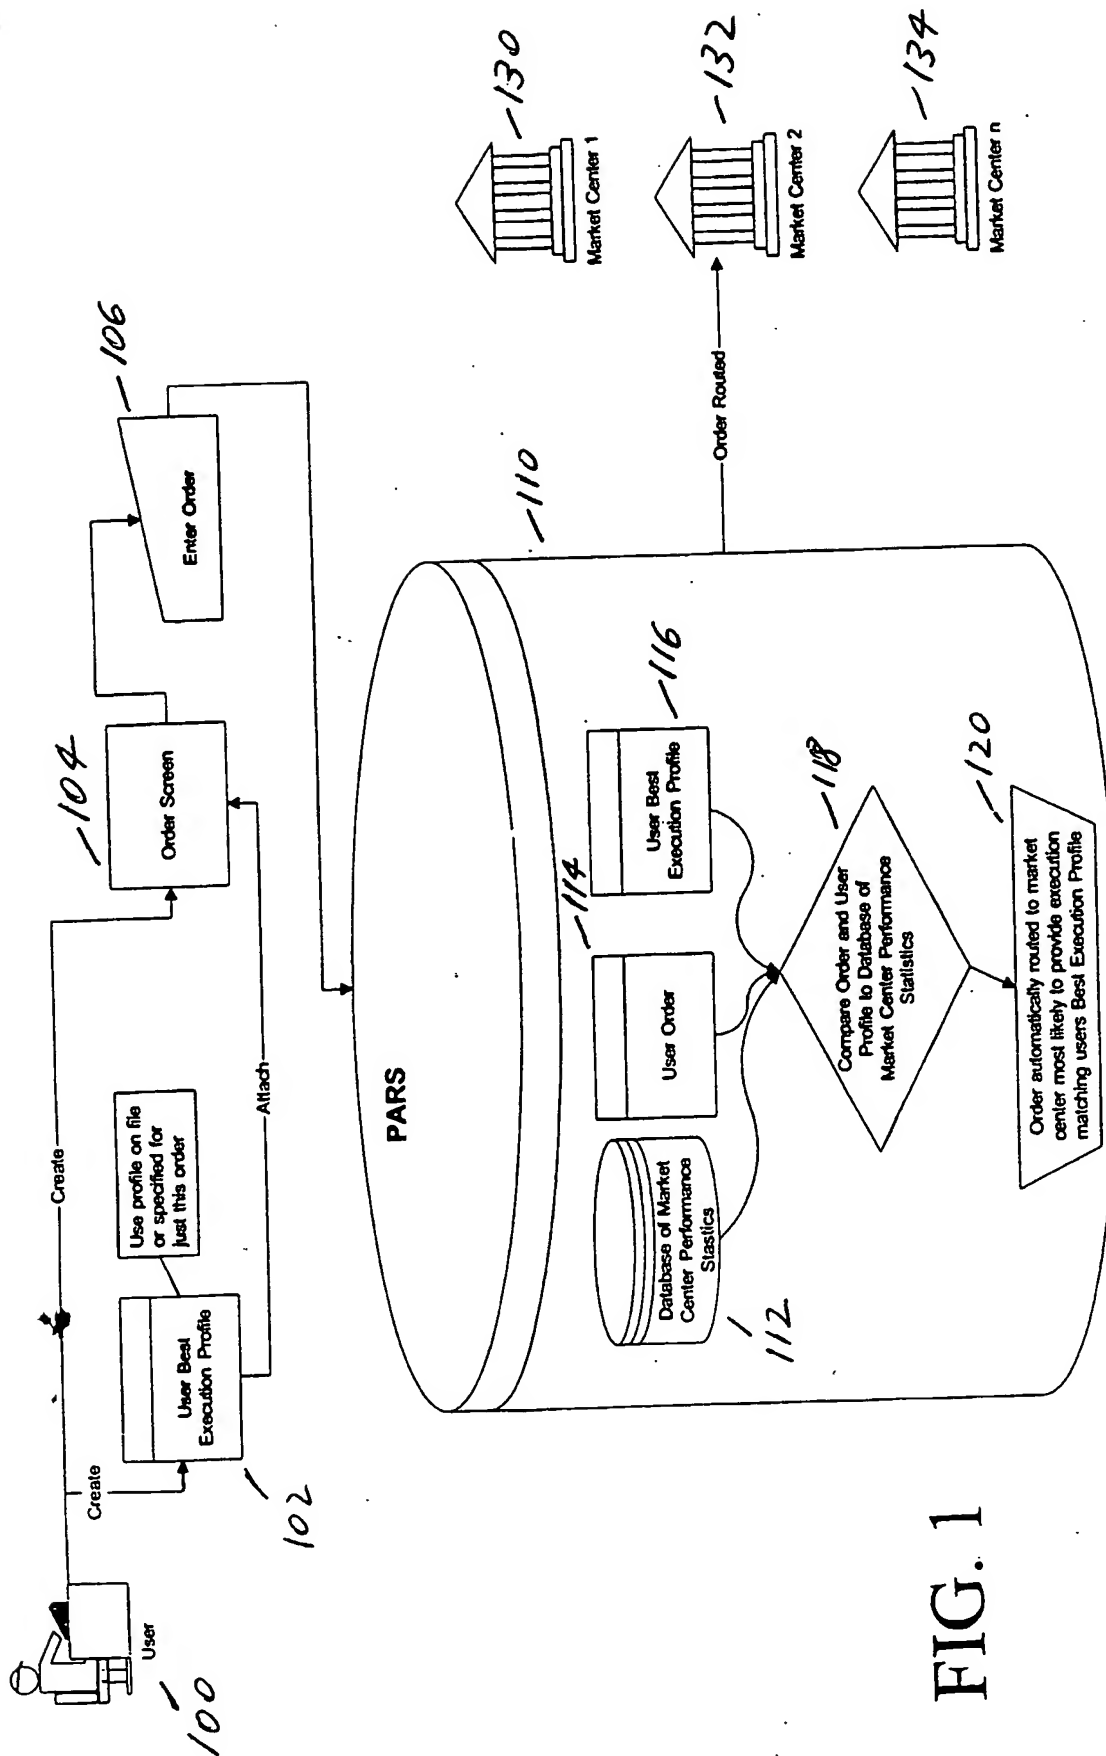 100
User
Create
Create
102
User Best
Execution Profile
Use profile on file
or specified for
just this order
Attach
104
Order Screen
106
Enter Order
PARS
110
112
Database of Market
Center Performance
Stastics
114
User Order
116
User Best
Execution Profile
118
Compare Order and User
Profile to Database of
Market Center Performance
Statistics
120
Order automatically routed to market
center most likely to provide execution
matching users Best Execution Profile
Order Routed
130
Market Center 1
132
Market Center 2
134
Market Center n
FIG. 1